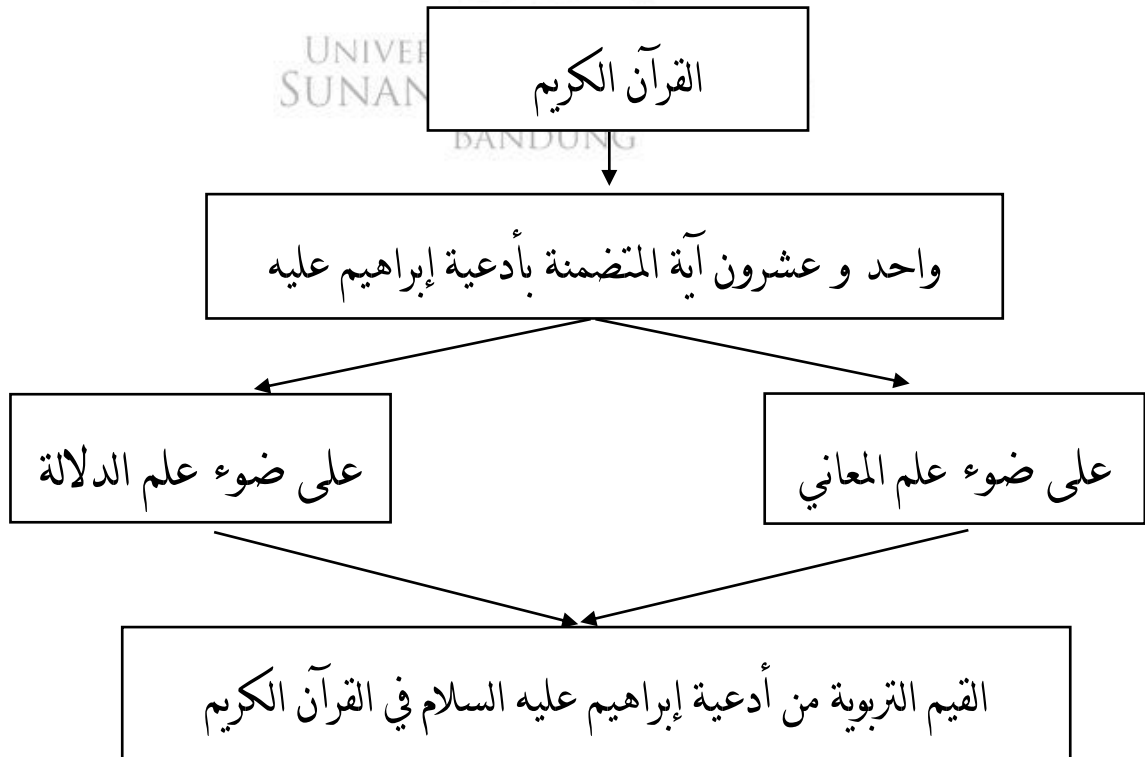 UNIVER
SUNAN
BANDUNG
القرآن الكريم
واحد و عشرون آية المتضمنة بأدعية إبراهيم عليه
على ضوء علم المعاني
على ضوء علم الدلالة
القيم التربوية من أدعية إبراهيم عليه السلام في القرآن الكريم